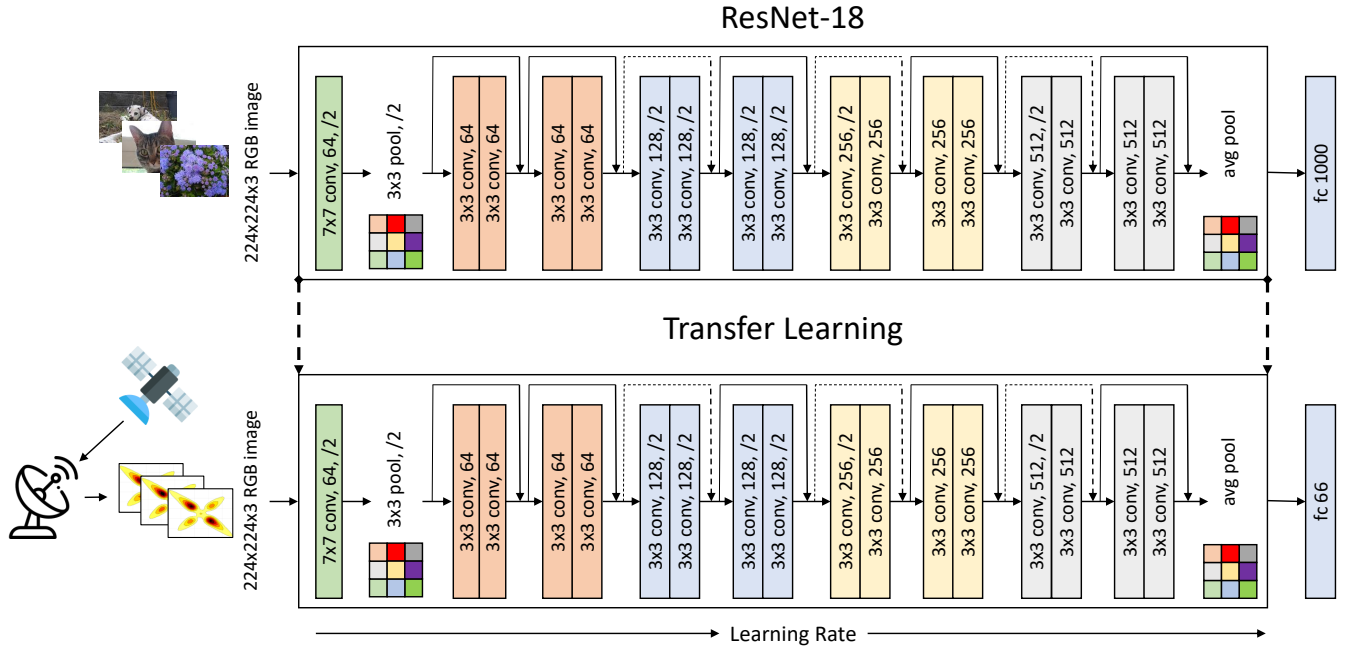 ResNet-18
224x224x3 RGB image
7x7 conv, 64, /2
3x3 pool, /2
3x3 conv, 64
3x3 conv, 64
3x3 conv, 64
3x3 conv, 64
3x3 conv, 128, /2
3x3 conv, 128, /2
3x3 conv, 128, /2
3x3 conv, 128, /2
3x3 conv, 256, /2
3x3 conv, 256
3x3 conv, 256
3x3 conv, 256
3x3 conv, 512, /2
3x3 conv, 512
3x3 conv, 512
3x3 conv, 512
avg pool
fc 1000
Transfer Learning
224x224x3 RGB image
7x7 conv, 64, /2
3x3 pool, /2
3x3 conv, 64
3x3 conv, 64
3x3 conv, 64
3x3 conv, 64
3x3 conv, 128, /2
3x3 conv, 128, /2
3x3 conv, 128, /2
3x3 conv, 128, /2
3x3 conv, 256, /2
3x3 conv, 256
3x3 conv, 256
3x3 conv, 256
3x3 conv, 512, /2
3x3 conv, 512
3x3 conv, 512
3x3 conv, 512
avg pool
fc 66
Learning Rate